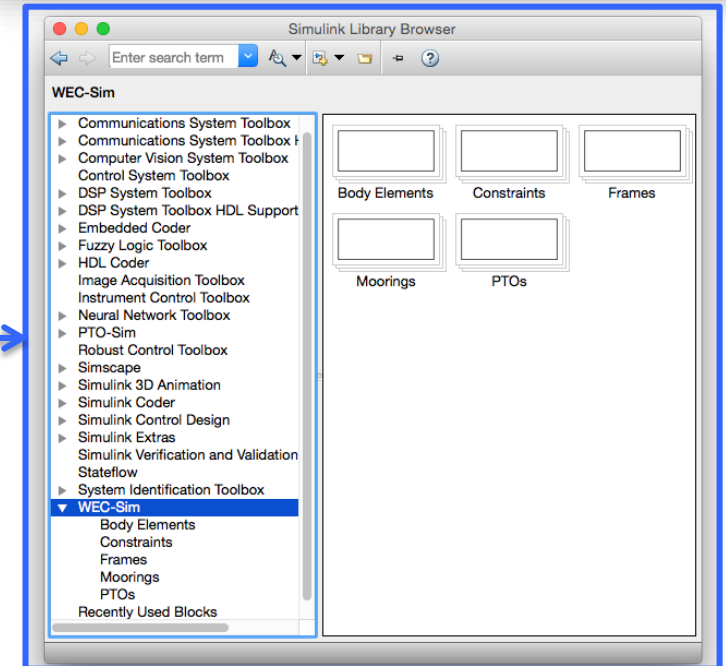 Simulink Library Browser
Enter search term
WEC-Sim
Communications System Toolbox
Communications System Toolbox H
Computer Vision System Toolbox
Control System Toolbox
DSP System Toolbox
DSP System Toolbox HDL Support
Embedded Coder
Fuzzy Logic Toolbox
HDL Coder
Image Acquisition Toolbox
Instrument Control Toolbox
Neural Network Toolbox
PTO-Sim
Robust Control Toolbox
Simscape
Simulink 3D Animation
Simulink Coder
Simulink Control Design
Simulink Extras
Simulink Verification and Validation
Stateflow
System Identification Toolbox
WEC-Sim
Body Elements
Constraints
Frames
Moorings
PTOs
Recently Used Blocks
Body Elements Constraints Frames
Moorings PTOs